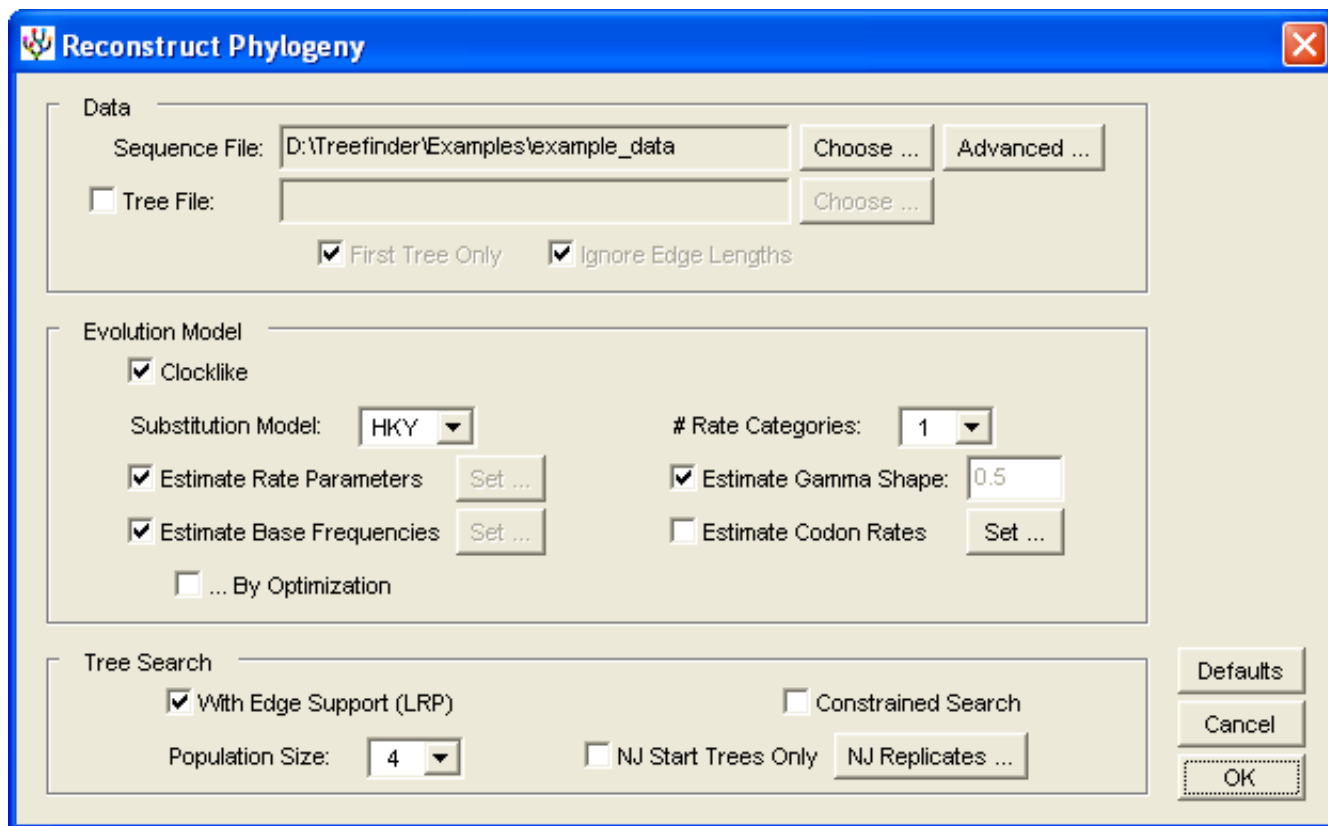 Reconstruct Phylogeny
Data
Sequence File: D:\Treefinder\Examples\example_data Choose ... Advanced ...
Tree File: Choose ...
First Tree Only Ignore Edge Lengths
Evolution Model
Clocklike
Substitution Model: HKY # Rate Categories: 1
Estimate Rate Parameters Set ... Estimate Gamma Shape: 0.5
Estimate Base Frequencies Set ... Estimate Codon Rates Set ...
... By Optimization
Tree Search
With Edge Support (LRP) Constrained Search
Population Size: 4 NJ Start Trees Only NJ Replicates ...
Defaults
Cancel
OK